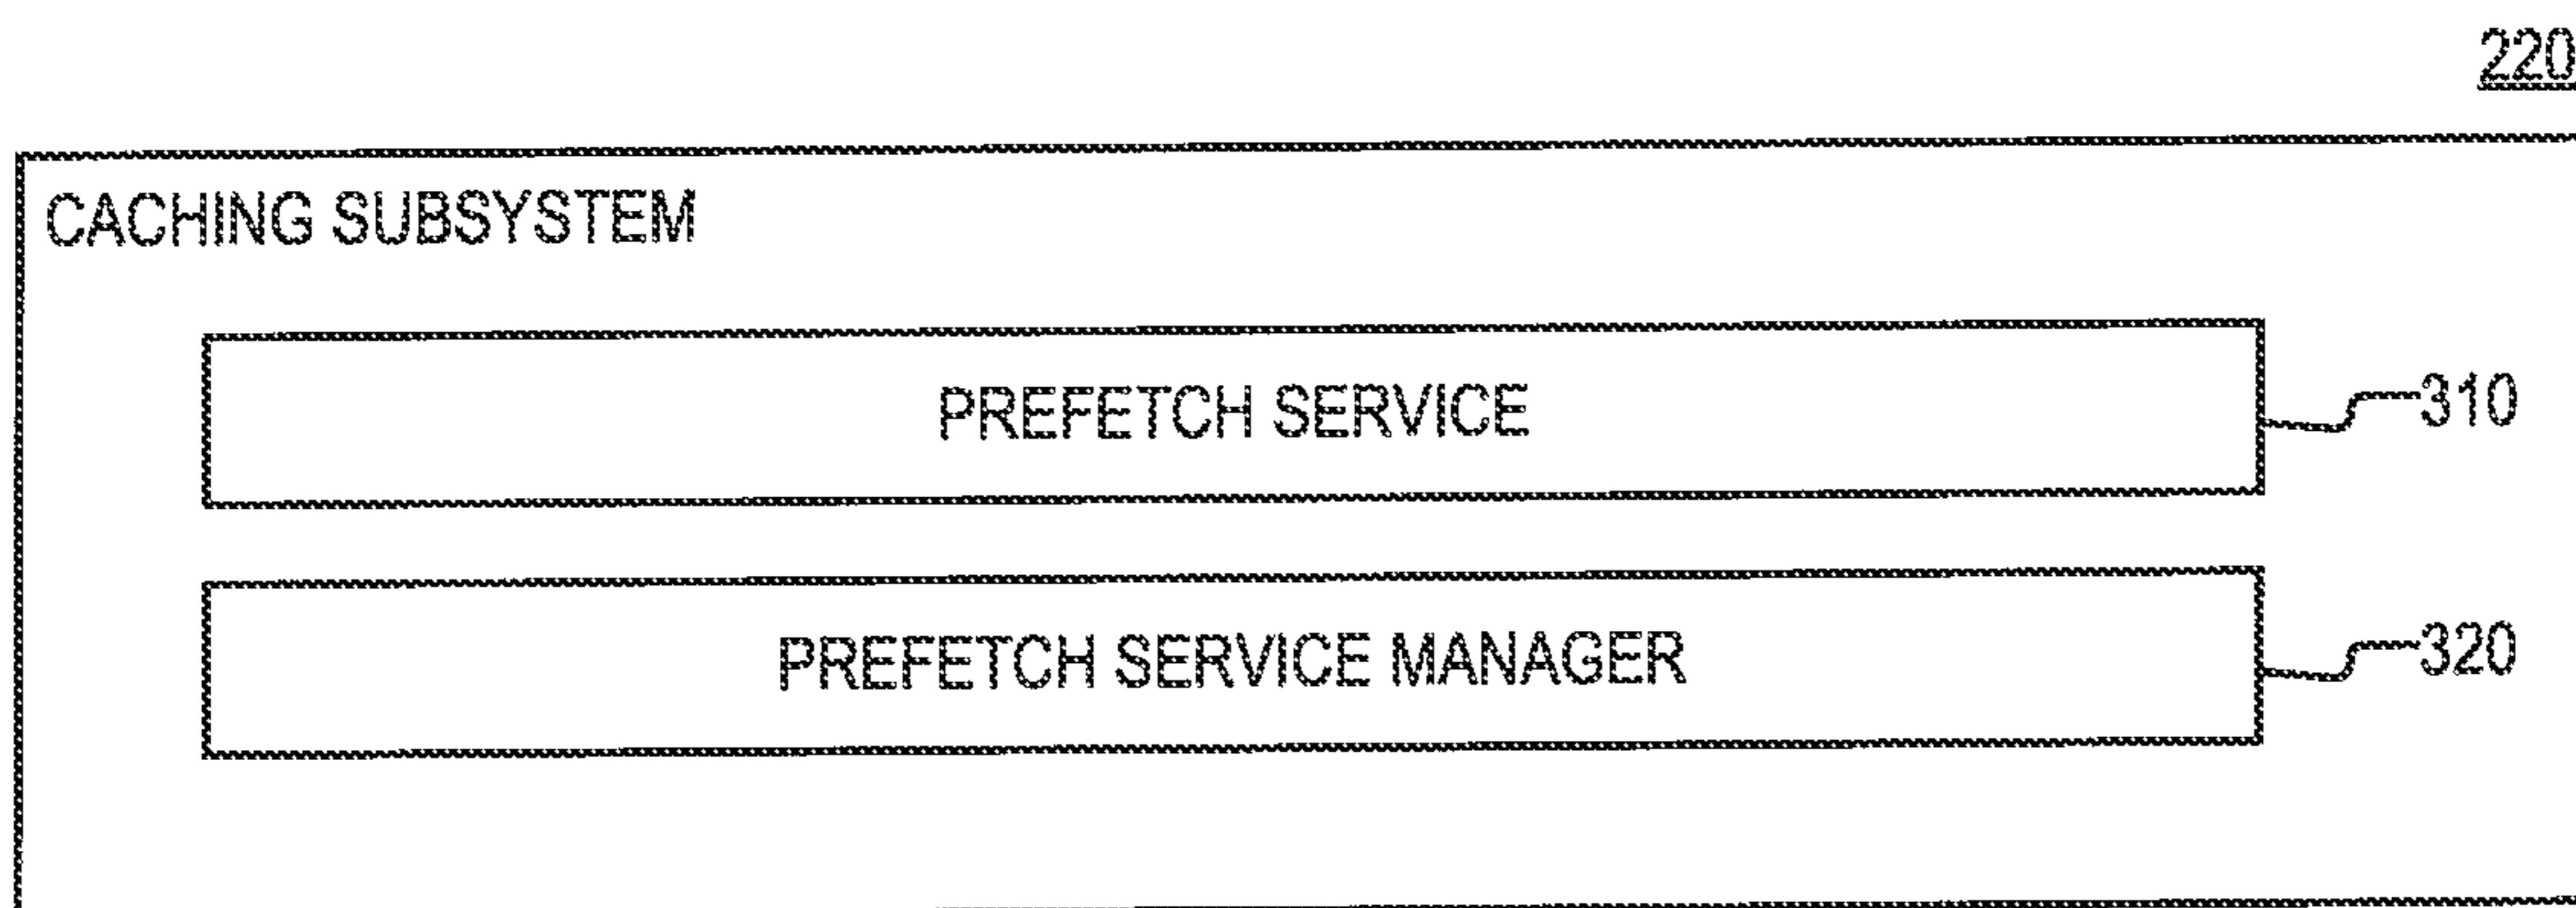 220
CACHING SUBSYSTEM
PREFETCH SERVICE
310
PREFETCH SERVICE MANAGER
320